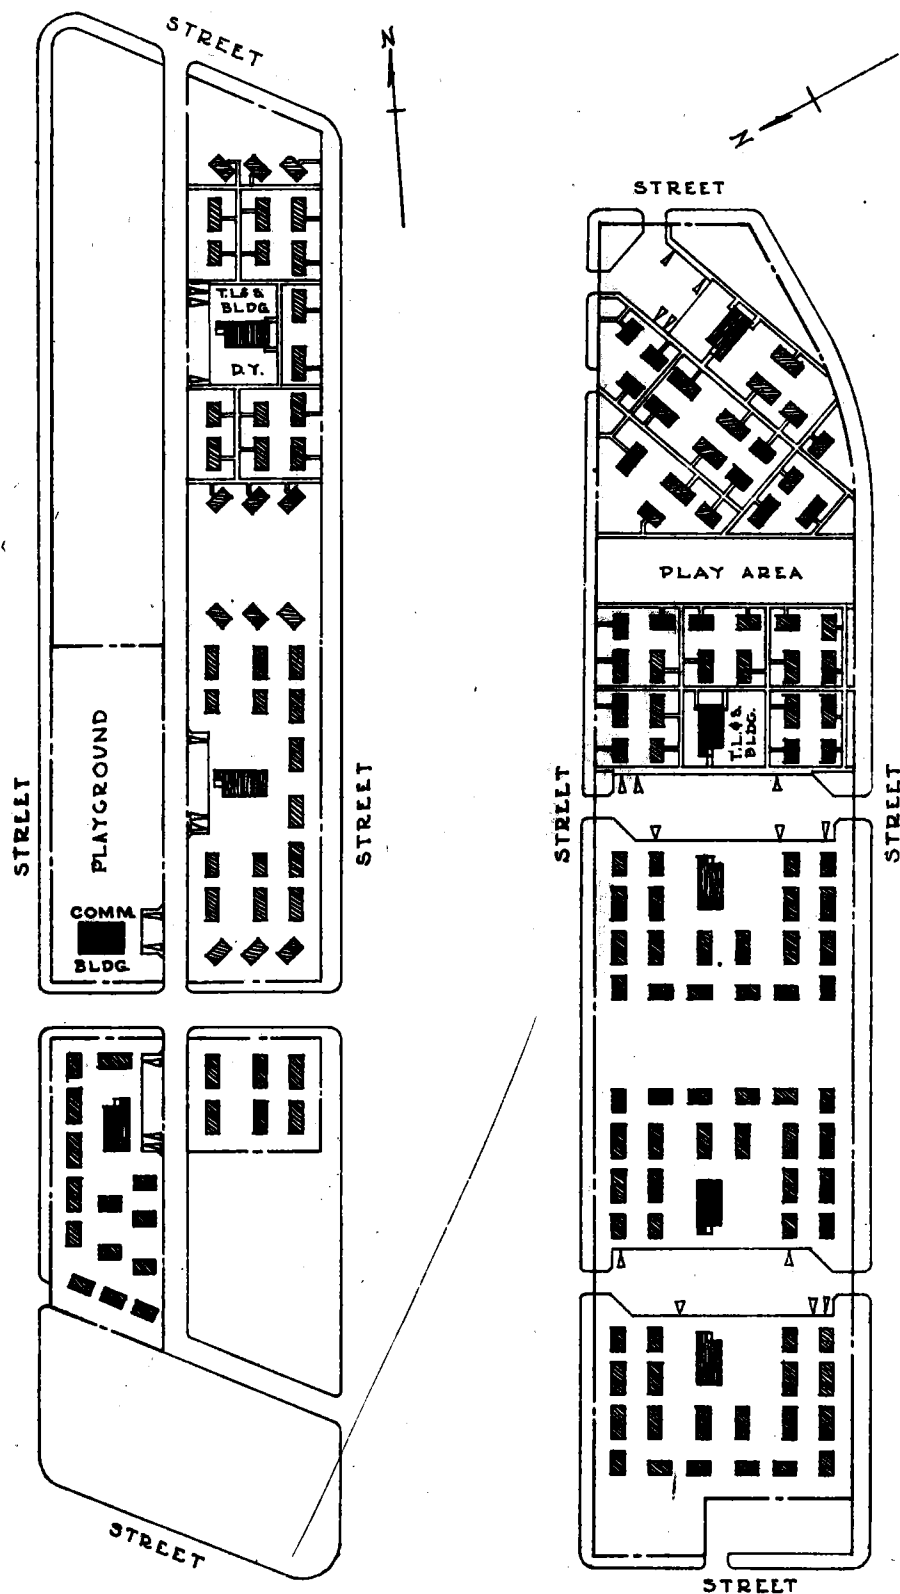 STREET
N
T.L.& S.
BLDG
D.Y.
PLAYGROUND
STREET
STREET
COMM.
BLDG.
STREET
N
STREET
PLAY AREA
T.L.& S.
BLDG.
STREET
STREET
STREET